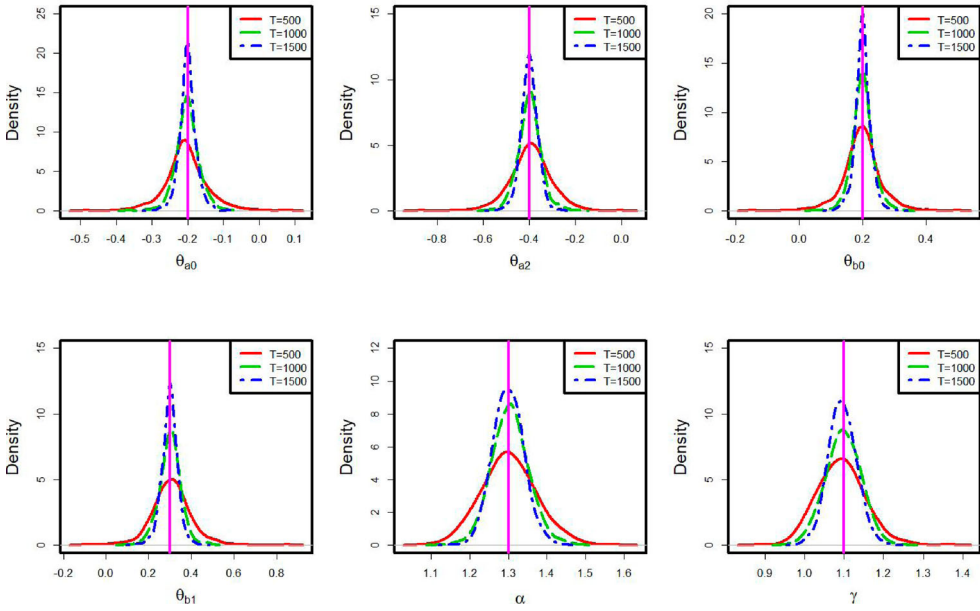 25
20
15
10
5
0
Density
T=500
T=1000
T=1500
-0.5 -0.4 -0.3 -0.2 -0.1 0.0 0.1
θa0
15
10
5
0
Density
T=500
T=1000
T=1500
-0.8 -0.6 -0.4 -0.2 0.0
θa2
20
15
10
5
0
Density
T=500
T=1000
T=1500
-0.2 0.0 0.2 0.4
θb0
15
10
5
0
Density
T=500
T=1000
T=1500
-0.2 0.0 0.2 0.4 0.6 0.8
θb1
12
10
8
6
4
2
0
Density
T=500
T=1000
T=1500
1.1 1.2 1.3 1.4 1.5 1.6
α
15
10
5
0
Density
T=500
T=1000
T=1500
0.9 1.0 1.1 1.2 1.3 1.4
γ